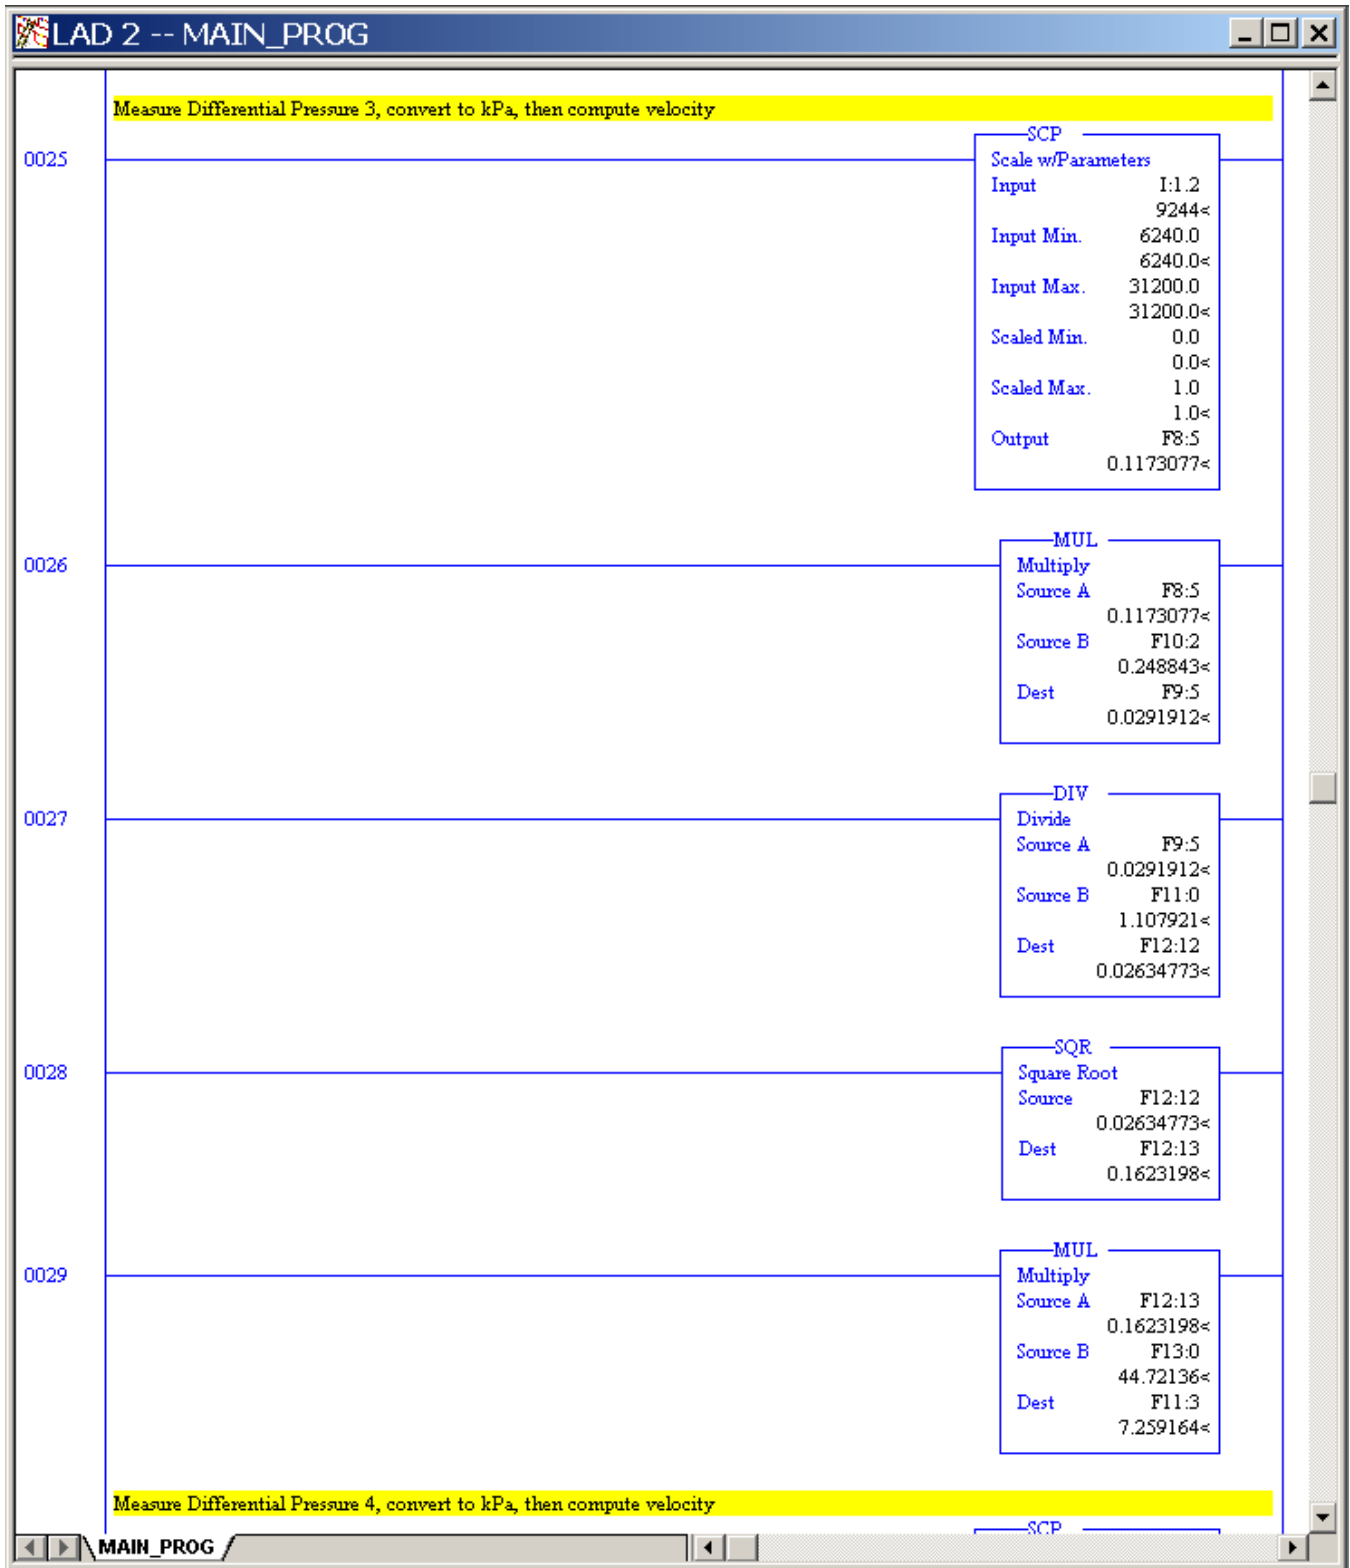 LAD 2 -- MAIN_PROG
Measure Differential Pressure 3, convert to kPa, then compute velocity
0025
SCP
Scale w/Parameters
Input I:1.2
9244<
Input Min. 6240.0
6240.0<
Input Max. 31200.0
31200.0<
Scaled Min. 0.0
0.0<
Scaled Max. 1.0
1.0<
Output F8:5
0.1173077<
0026
MUL
Multiply
Source A F8:5
0.1173077<
Source B F10:2
0.248843<
Dest F9:5
0.0291912<
0027
DIV
Divide
Source A F9:5
0.0291912<
Source B F11:0
1.107921<
Dest F12:12
0.02634773<
0028
SQR
Square Root
Source F12:12
0.02634773<
Dest F12:13
0.1623198<
0029
MUL
Multiply
Source A F12:13
0.1623198<
Source B F13:0
44.72136<
Dest F11:3
7.259164<
Measure Differential Pressure 4, convert to kPa, then compute velocity
SCP
MAIN_PROG